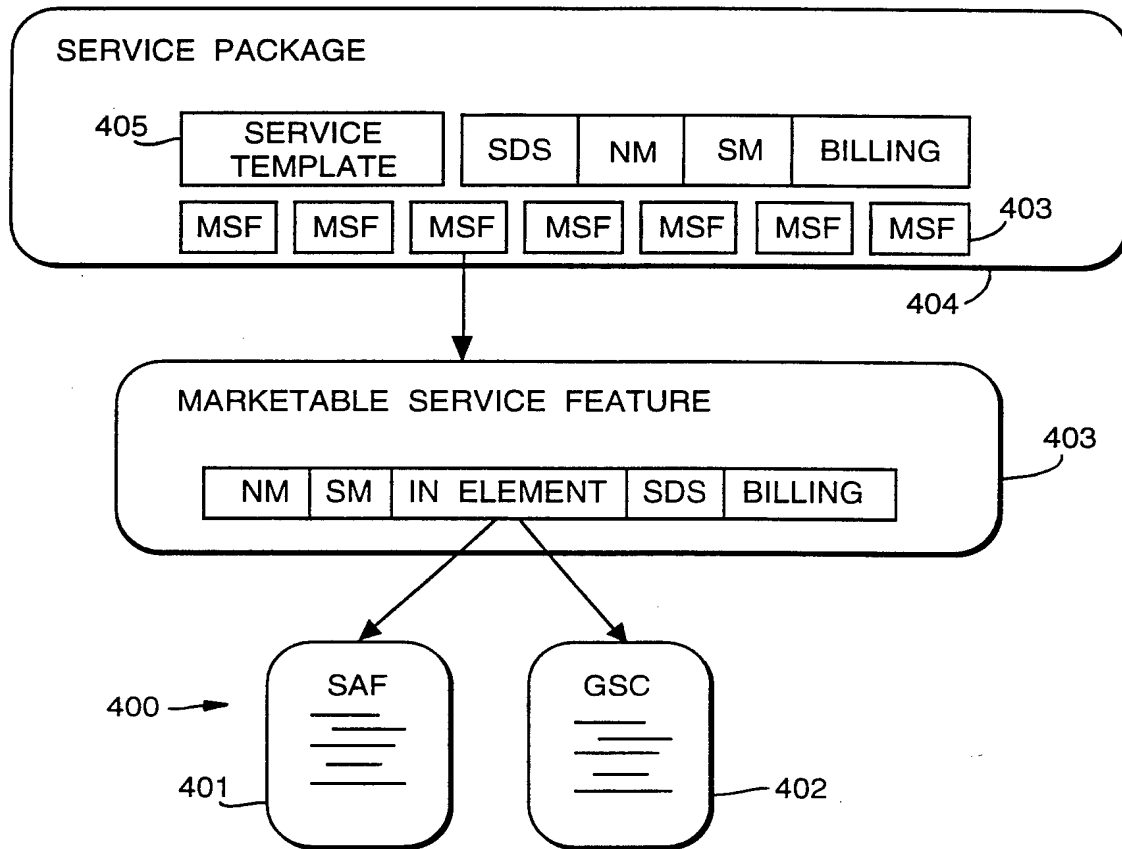 SERVICE PACKAGE
405
SERVICE
TEMPLATE
SDS NM SM BILLING
MSF MSF MSF MSF MSF MSF MSF
403
404
MARKETABLE SERVICE FEATURE
403
NM SM IN ELEMENT SDS BILLING
SAF
GSC
400
401
402